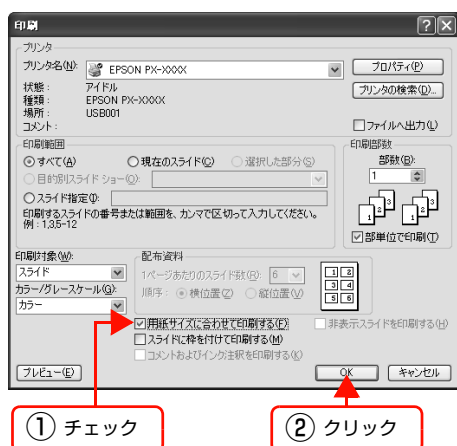 印刷
プリンタ
プリンタ名(N): EPSON PX-XXXX プロパティ(P)
状態: アイドル
種類: EPSON PX-XXXX プリンタの検索(D)...
場所: USB001
コメント: ファイルへ出力(L)
印刷範囲 印刷部数
すべて(A) 現在のスライド(C) 選択した部分(S) 部数(B):
目的別スライド ショー(O): 1
スライド指定(I):
印刷するスライドの番号または範囲を、カンマで区切って入力してください。
例: 1,3,5-12
1 2 3 1 2 3
部単位で印刷(T)
印刷対象(W): 配布資料
スライド 1ページあたりのスライド数(R): 6
カラー/グレースケール(G): 順序: 横位置(Z) 縦位置(V)
カラー
1 2
3 4
5 6
用紙サイズに合わせて印刷する(F) 非表示スライドを印刷する(H)
スライドに枠を付けて印刷する(M)
コメントおよびインク注釈を印刷する(K)
プレビュー(E) OK キャンセル
① チェック ② クリック